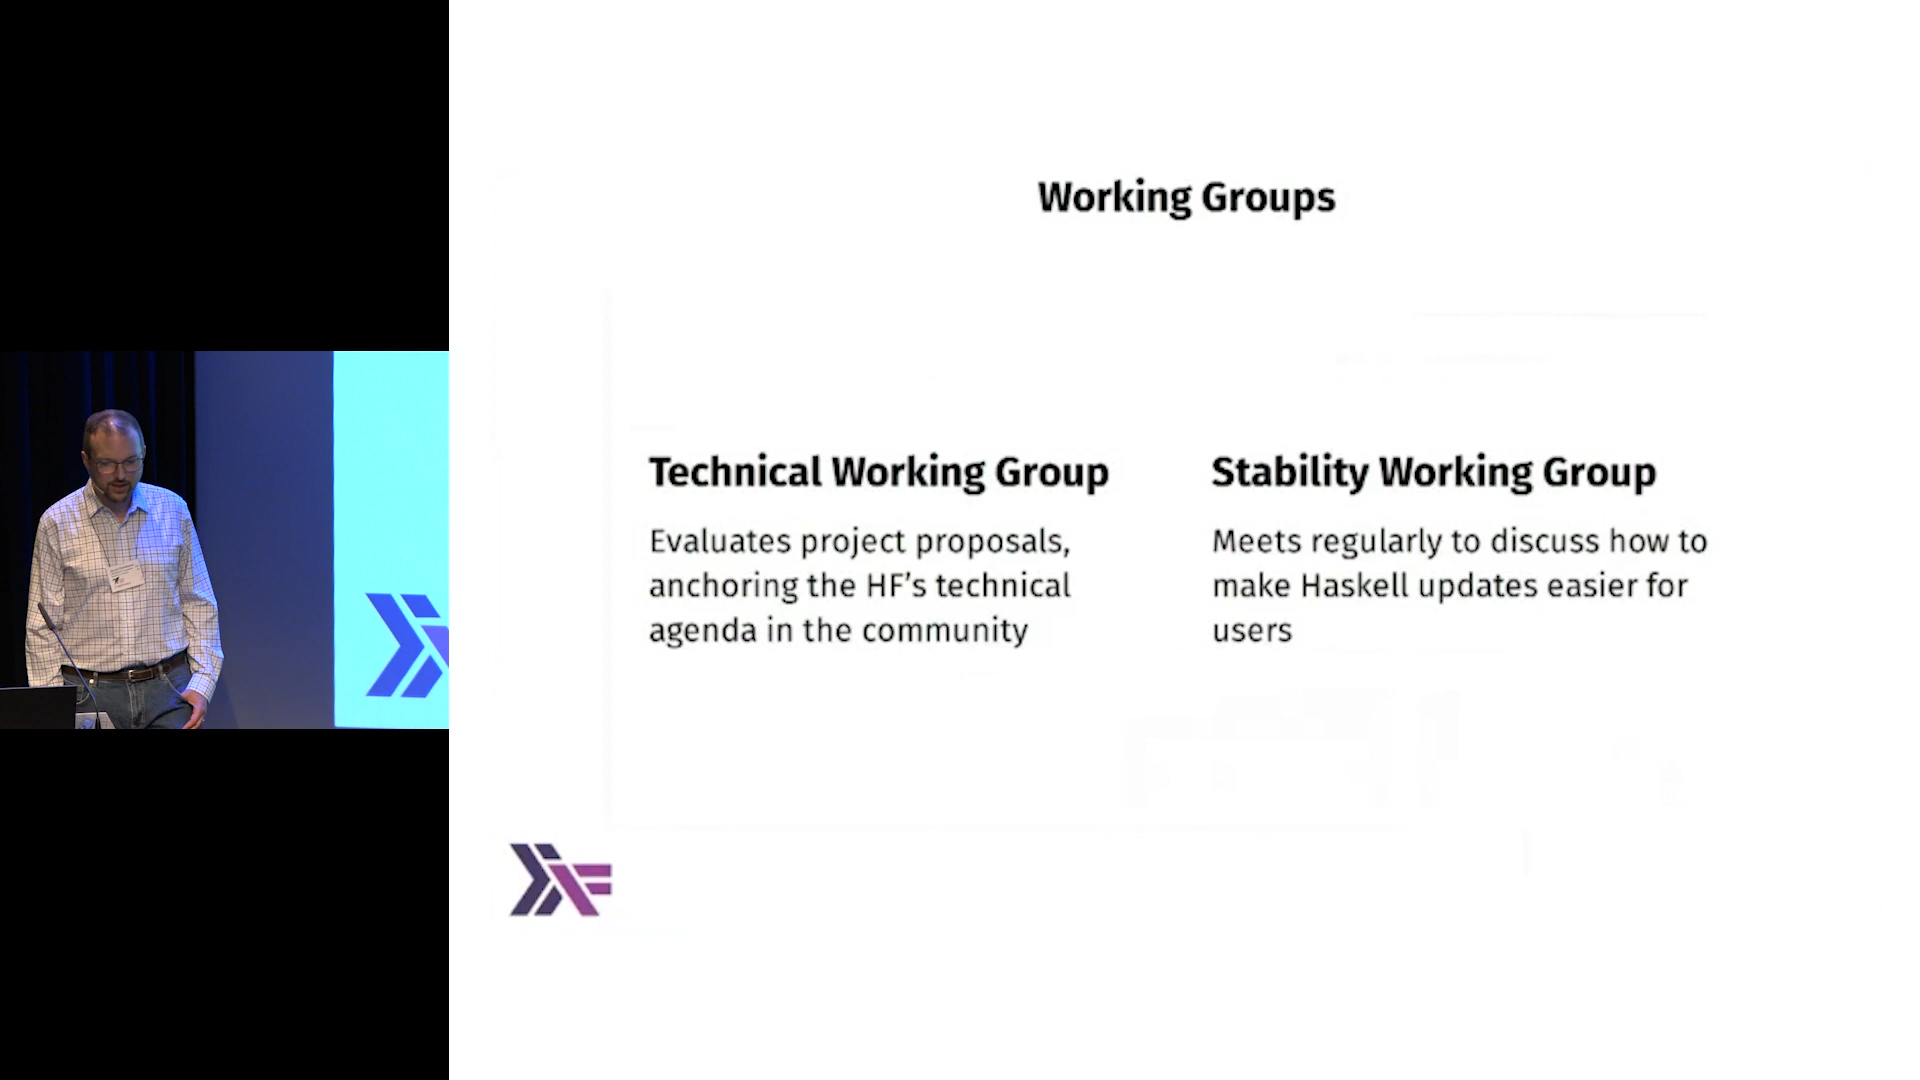 Working Groups
Technical Working Group
Evaluates project proposals,
anchoring the HF’s technical
agenda in the community
Stability Working Group
Meets regularly to discuss how to
make Haskell updates easier for
users